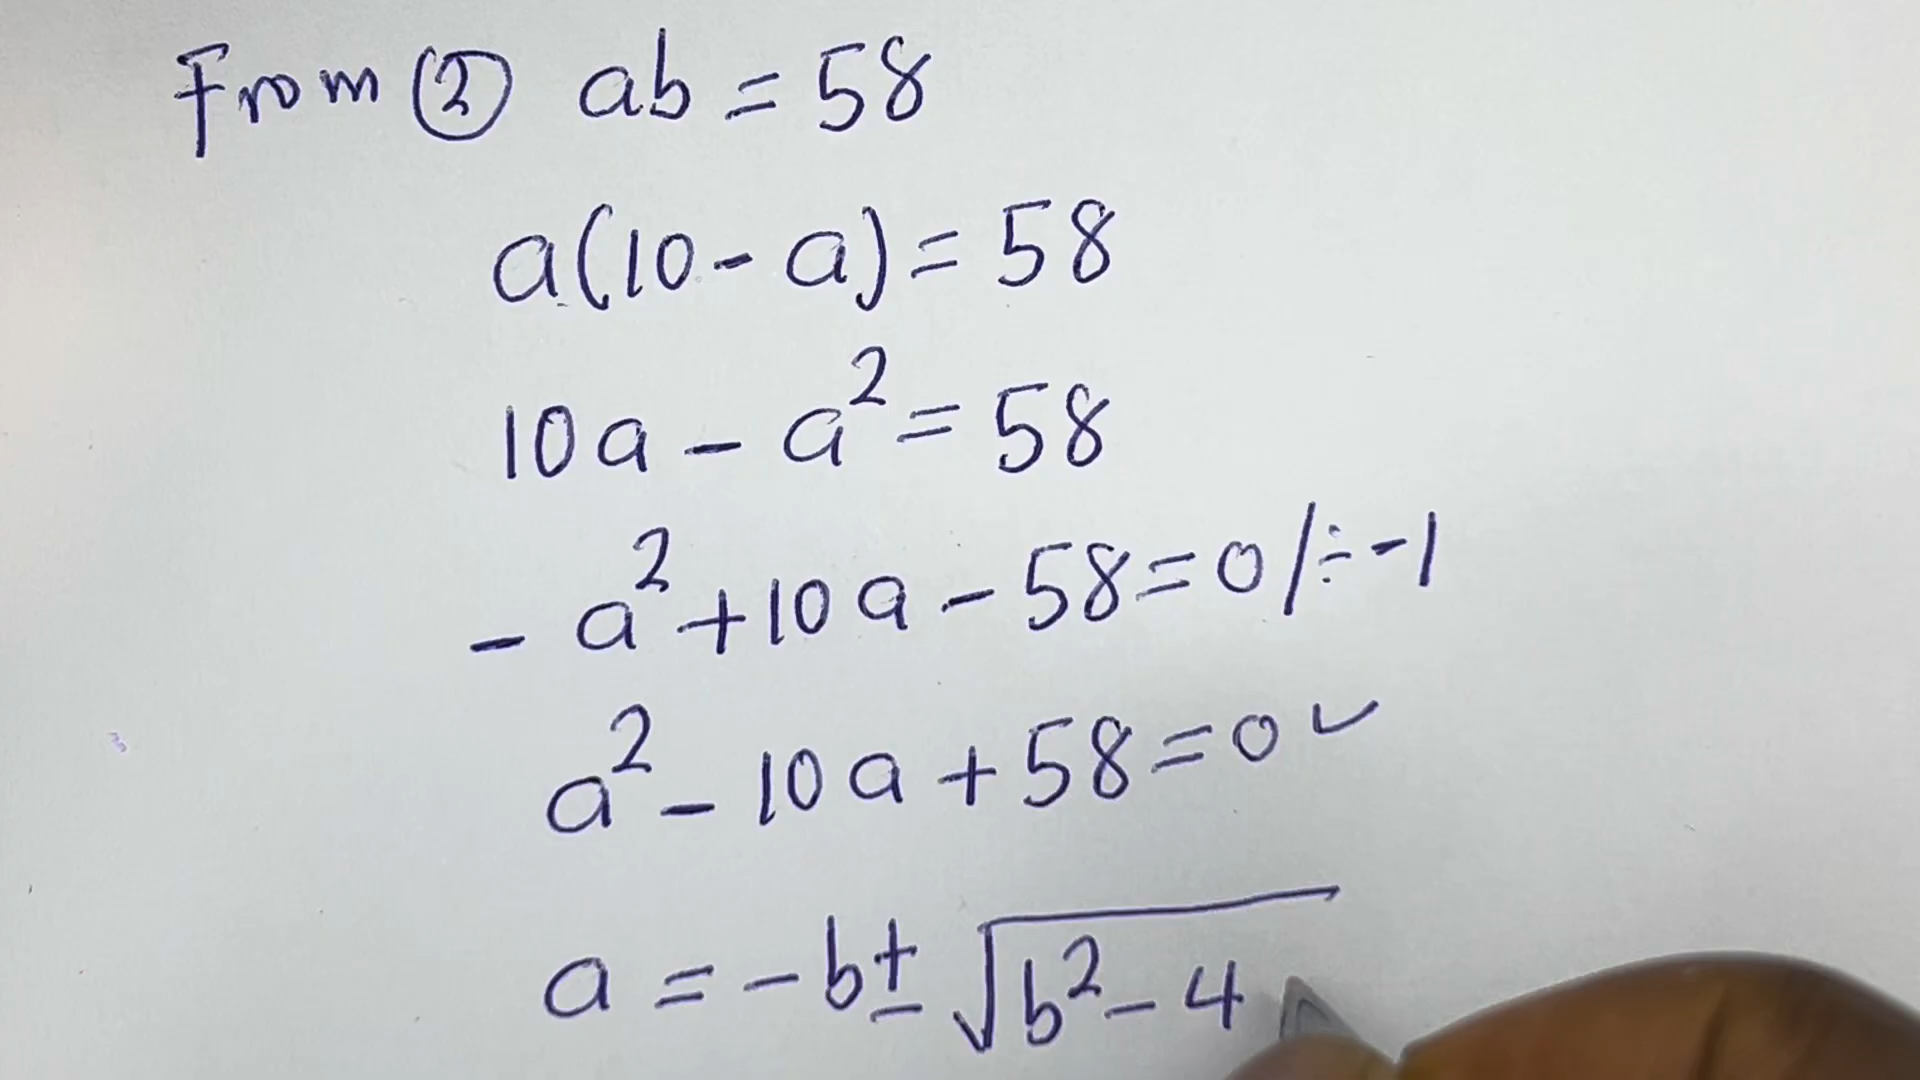 From ② ab = 58
a(10 - a) = 58
10a - a² = 58
- a² + 10a - 58 = 0 / ÷ -1
a² - 10a + 58 = 0 ✓
a = -b ± √b² - 4